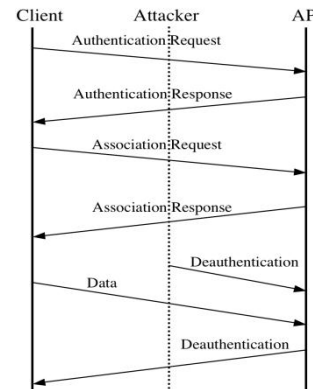 Client Attacker AP
Authentication Request
Authentication Response
Association Request
Association Response
Deauthentication
Data
Deauthentication